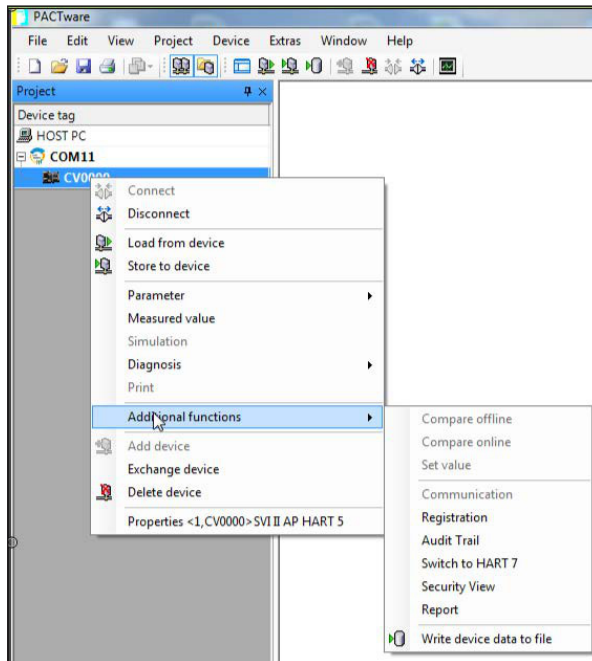 PACTware
File Edit View Project Device Extras Window Help
Project
Device tag
HOST PC
COM11
CV0000
Connect
Disconnect
Load from device
Store to device
Parameter
Measured value
Simulation
Diagnosis
Print
Additional functions
Add device
Exchange device
Delete device
Properties <1,CV0000> SVI II AP HART 5
Compare offline
Compare online
Set value
Communication
Registration
Audit Trail
Switch to HART 7
Security View
Report
Write device data to file